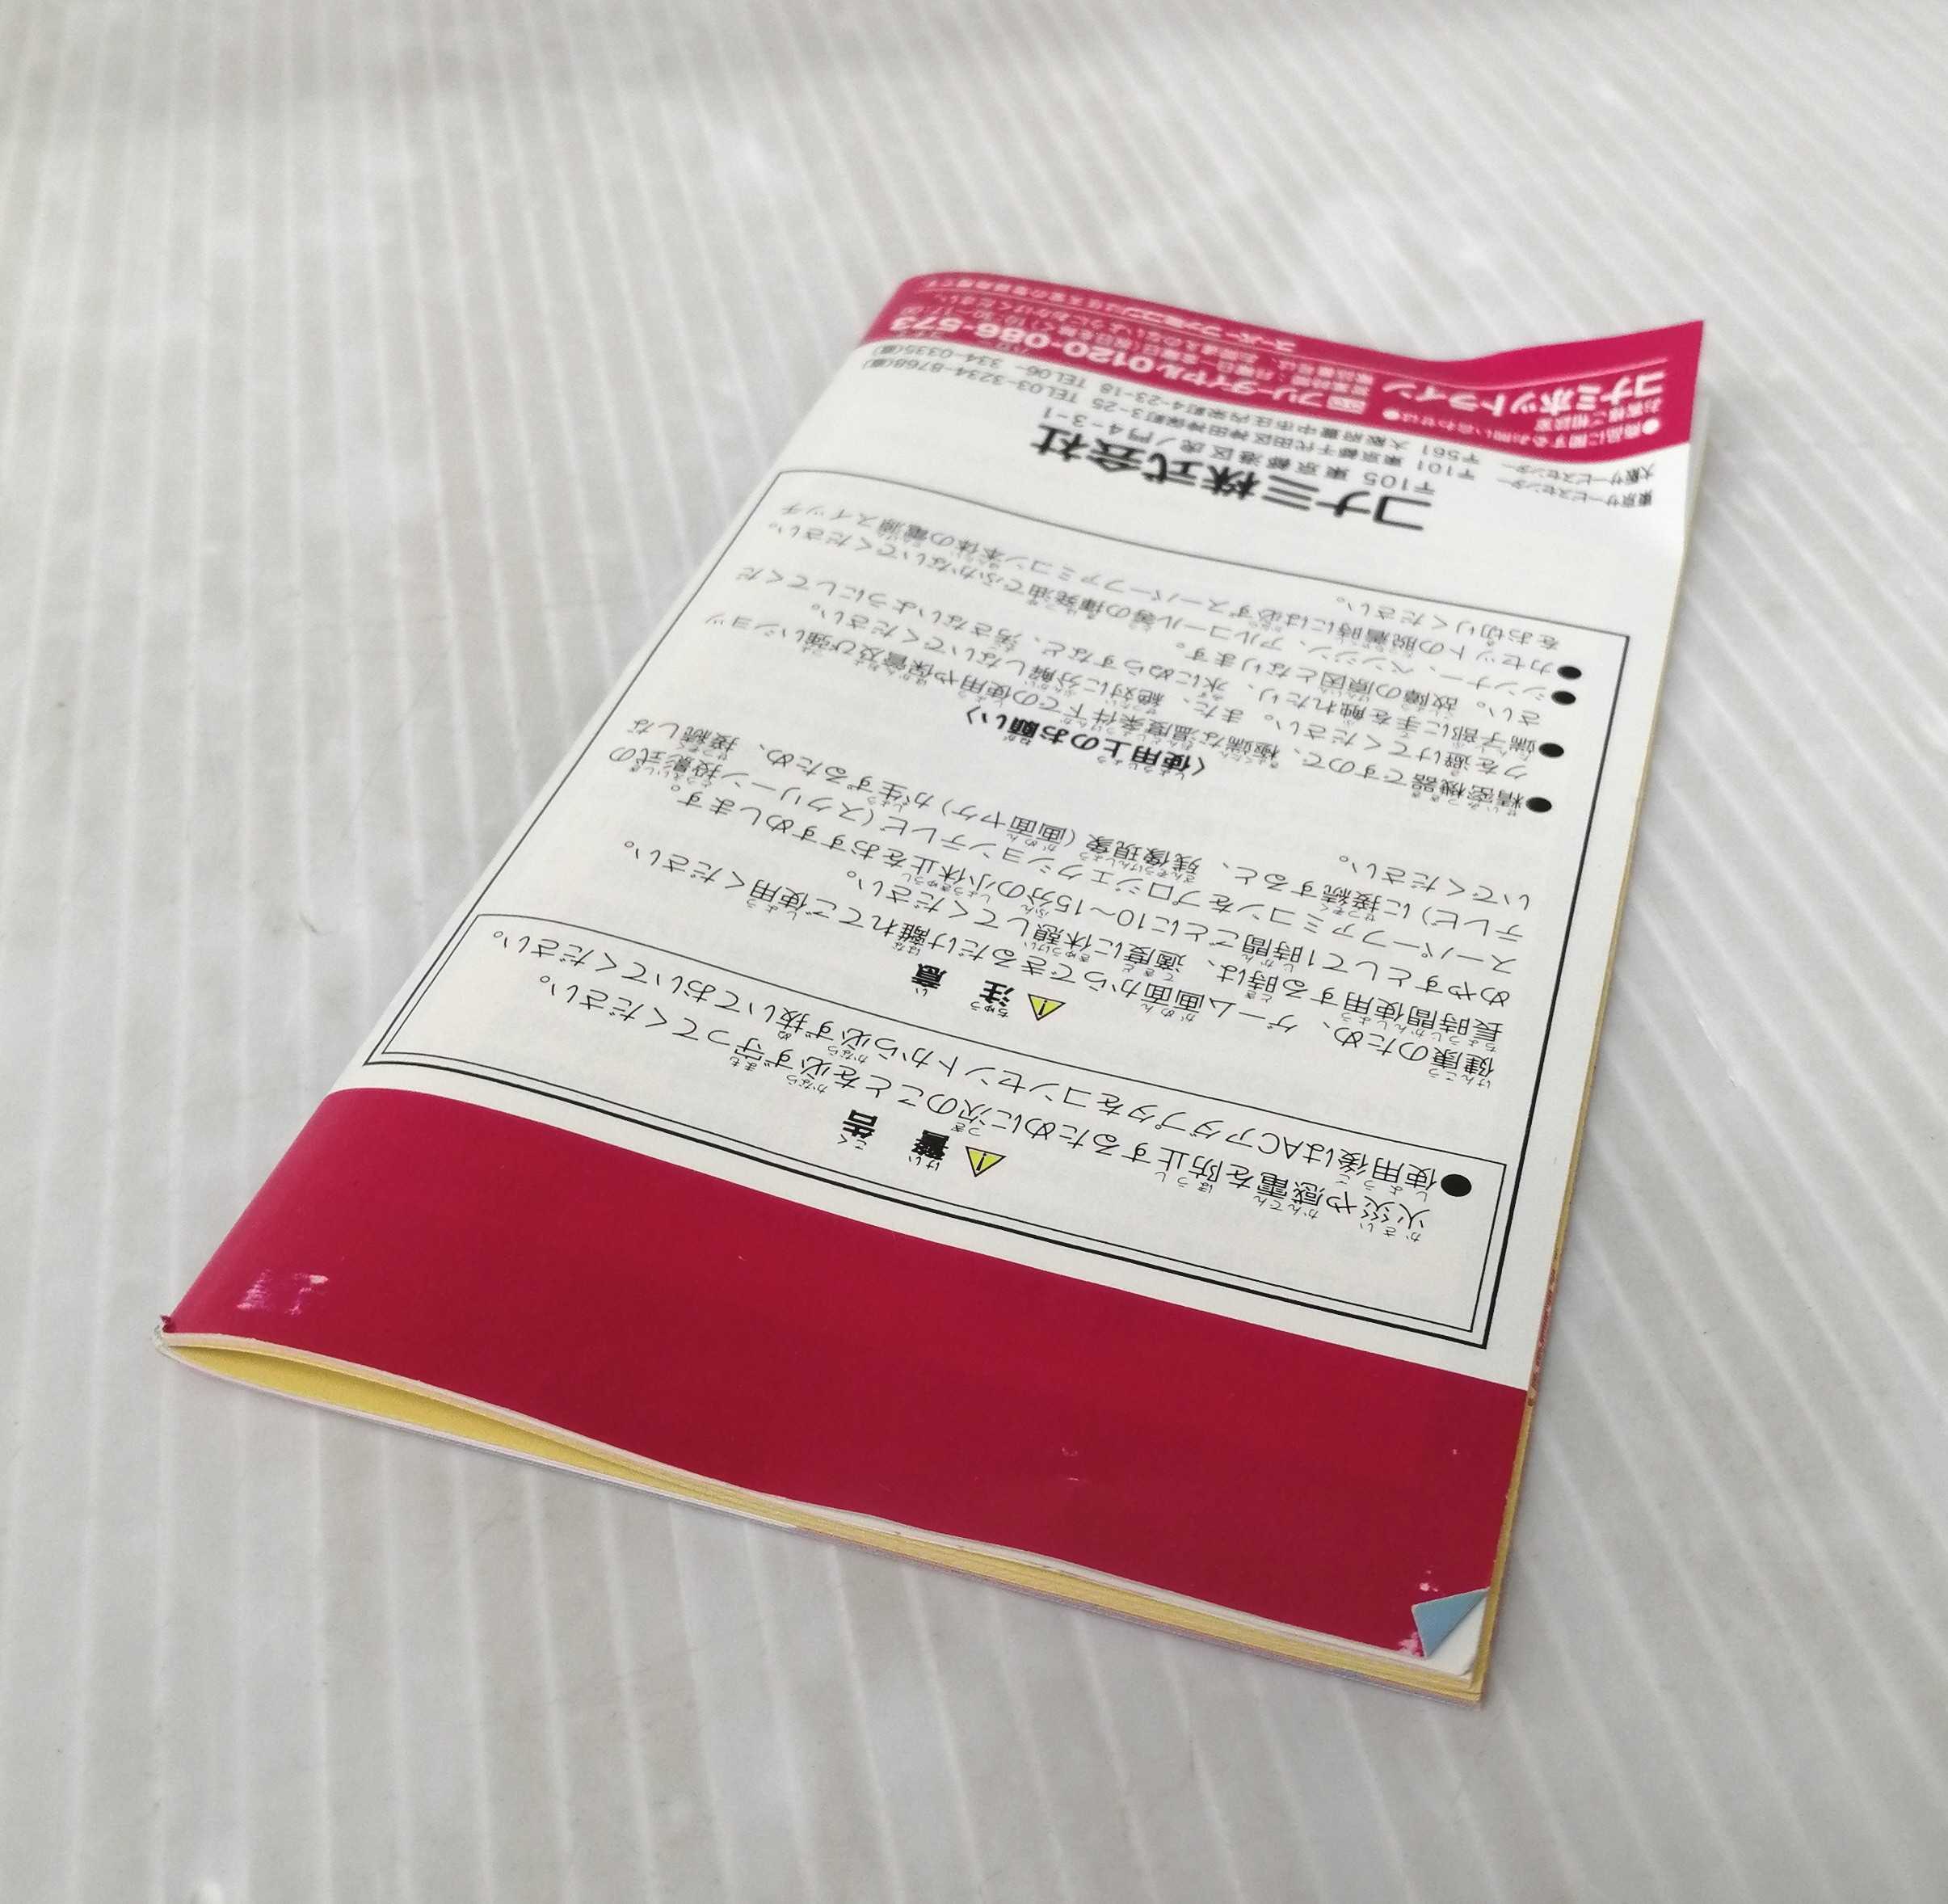 ⚠警告
火災や感電を防止するために次のことを必ず守ってください。
●使用後はACアダプタをコンセントから必ず抜いておいてください。
⚠注意
健康のため、ゲーム画面からできるだけ離れてご使用ください。
長時間使用する時は、適度に休憩してください。
めやすとして1時間ごとに10〜15分の小休止をおすすめします。
スーパーファミコンをプロジェクションテレビ(スクリーン投影式の
テレビ)に接続すると、残像現象(画面ヤケ)が生ずるため、接続しな
いでください。
〈使用上のお願い〉
●精密機器ですので、極端な温度条件下での使用や保管及び強いショッ
クを避けてください。また、絶対に分解しないでください。
●端子部に手を触れたり、水にぬらすなど、汚さないようにしてくだ
さい。故障の原因となります。
●シンナー、ベンジン、アルコール等の揮発油でふかないでください。
●カセットの脱着時には必ずスーパーファミコン本体の電源スイッチ
をお切りください。
コナミ株式会社
〒105 東京都港区虎ノ門4-3-1
東京サービスセンター 〒101 東京都千代田区神田神保町3-25 TEL03-3234-8768(直)
大阪サービスセンター 〒561 大阪府豊中市庄内栄町4-23-18 TEL06-334-0335(直)
●商品に関するお問い合わせは●
お客様ご相談室
コナミホットライン
フリーダイヤル0120-086-573